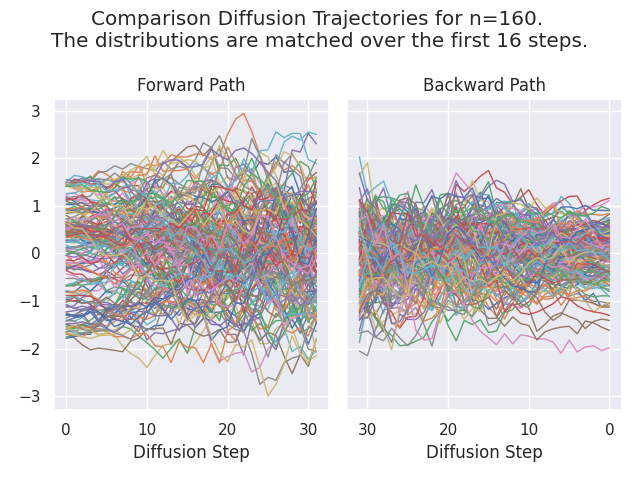 Comparison Diffusion Trajectories for n=160.
The distributions are matched over the first 16 steps.
Forward Path
Backward Path
3
2
1
0
−1
−2
−3
0 10 20 30
30 20 10 0
Diffusion Step
Diffusion Step